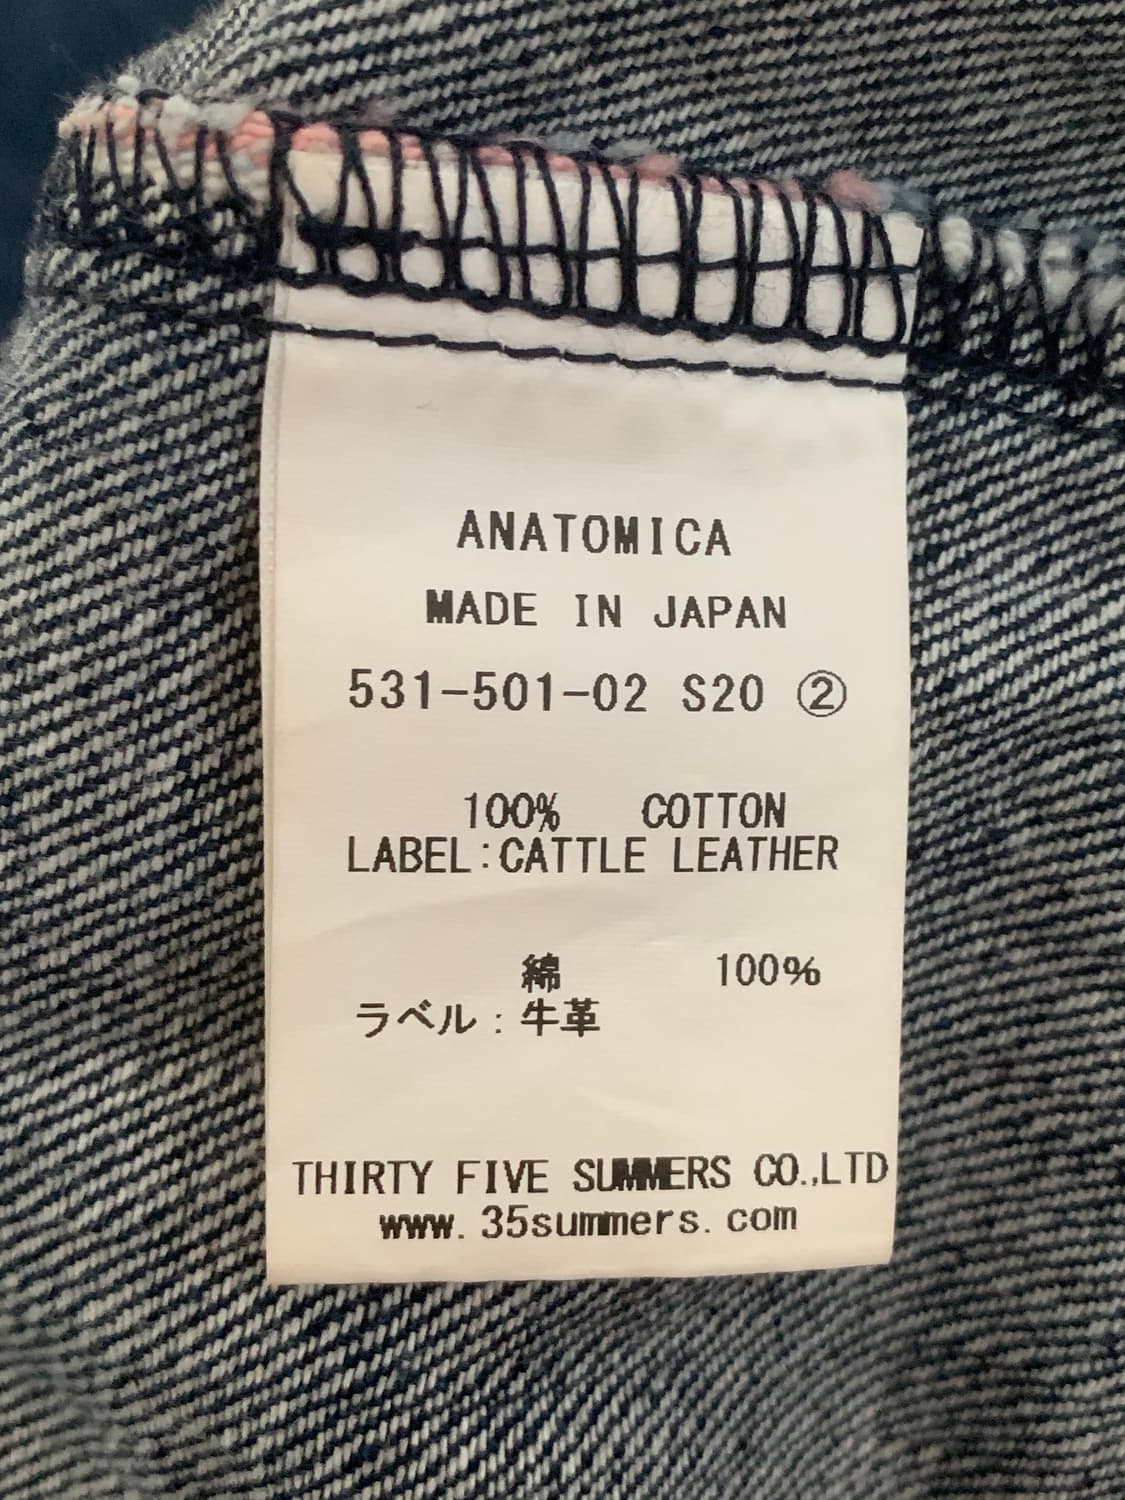 ANATOMICA
MADE IN JAPAN
531-501-02 S20 ②
100% COTTON
LABEL:CATTLE LEATHER
綿 100%
ラベル:牛革
THIRTY FIVE SUMMERS CO.,LTD
www.35summers.com